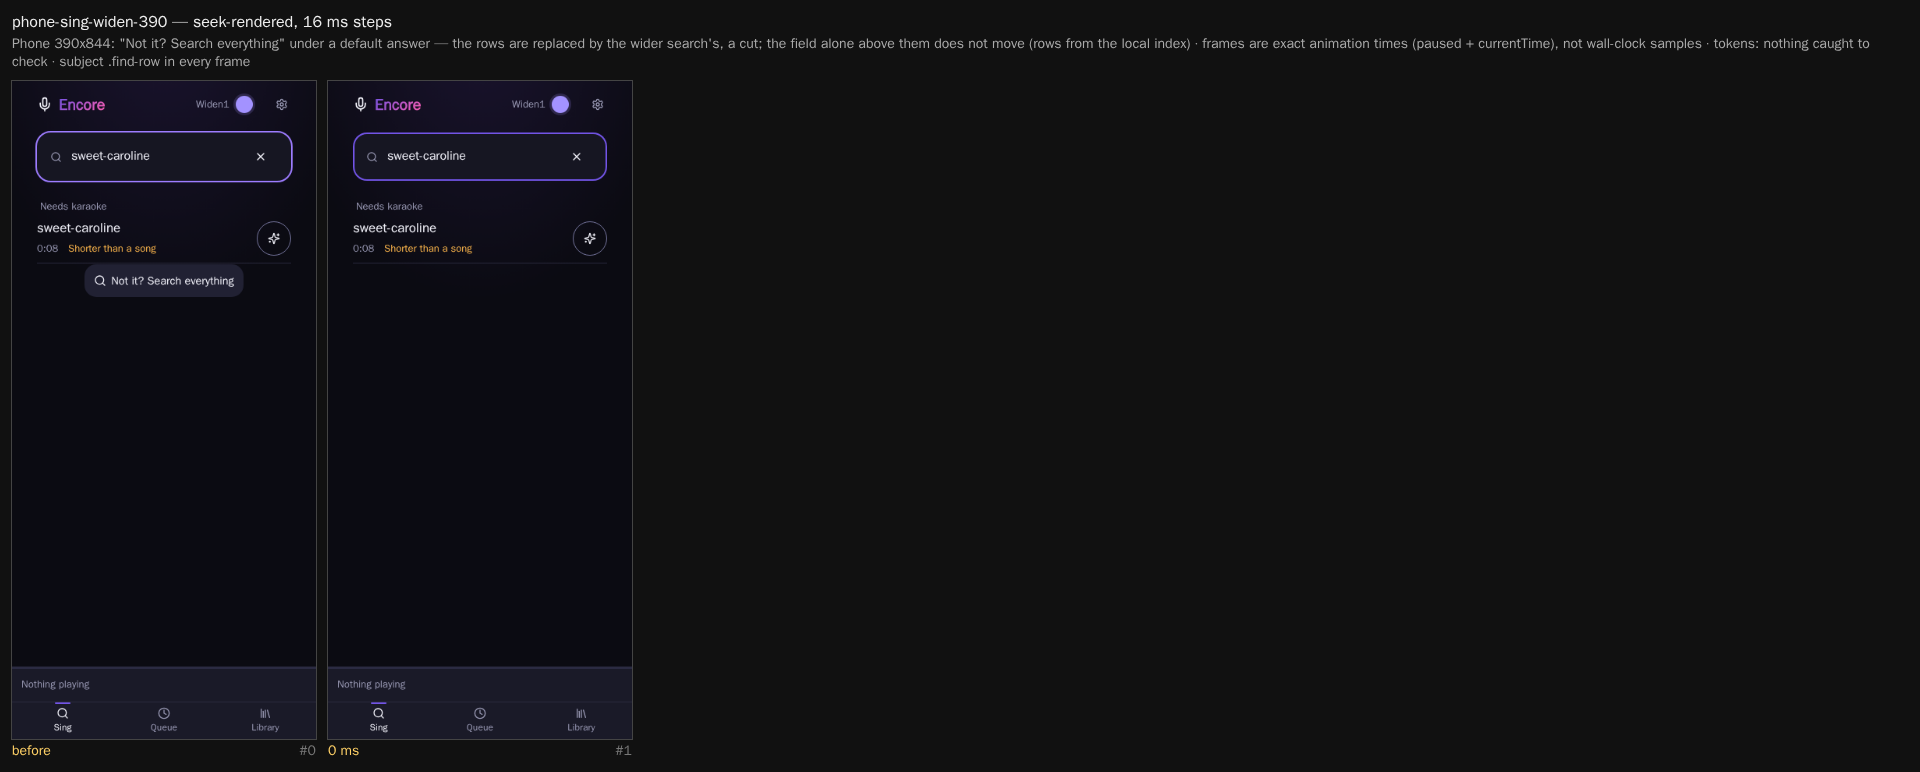 phone-sing-widen-390 — seek-rendered, 16 ms steps
Phone 390x844: "Not it? Search everything" under a default answer — the rows are replaced by the wider search's, a cut; the field alone above them does not move (rows from the local index) · frames are exact animation times (paused + currentTime), not wall-clock samples · tokens: nothing caught to
check · subject .find-row in every frame
Encore Widen1
sweet-caroline
Needs karaoke
sweet-caroline
0:08 Shorter than a song
Not it? Search everything
Nothing playing
Sing Queue Library
before #0
Encore Widen1
sweet-caroline
Needs karaoke
sweet-caroline
0:08 Shorter than a song
Nothing playing
Sing Queue Library
0 ms #1